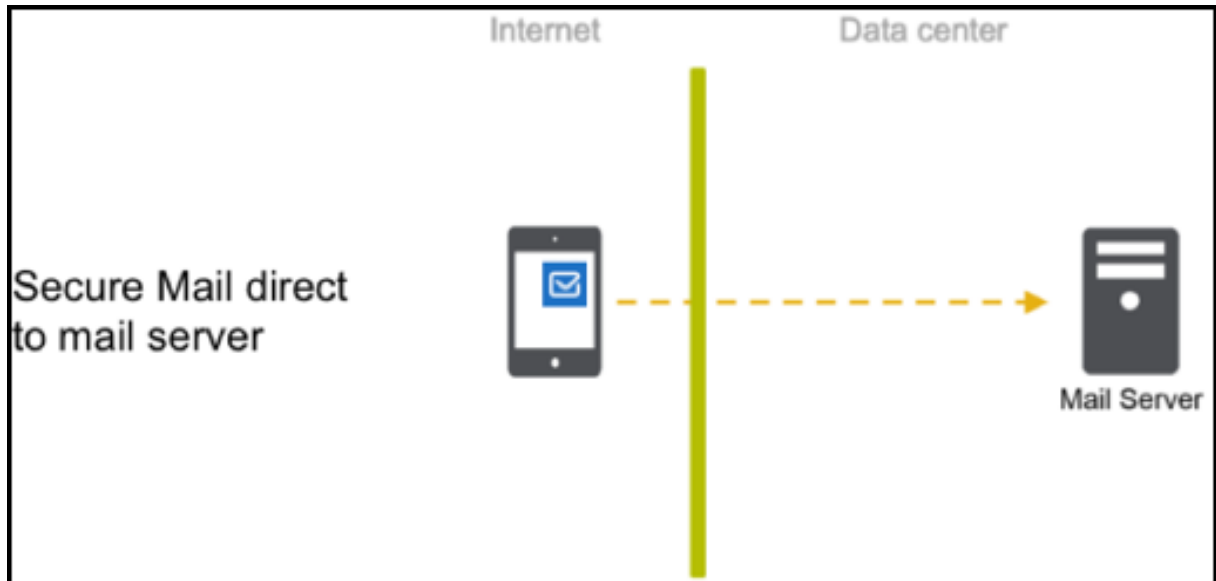 Internet
Data center
Secure Mail direct
to mail server
Mail Server